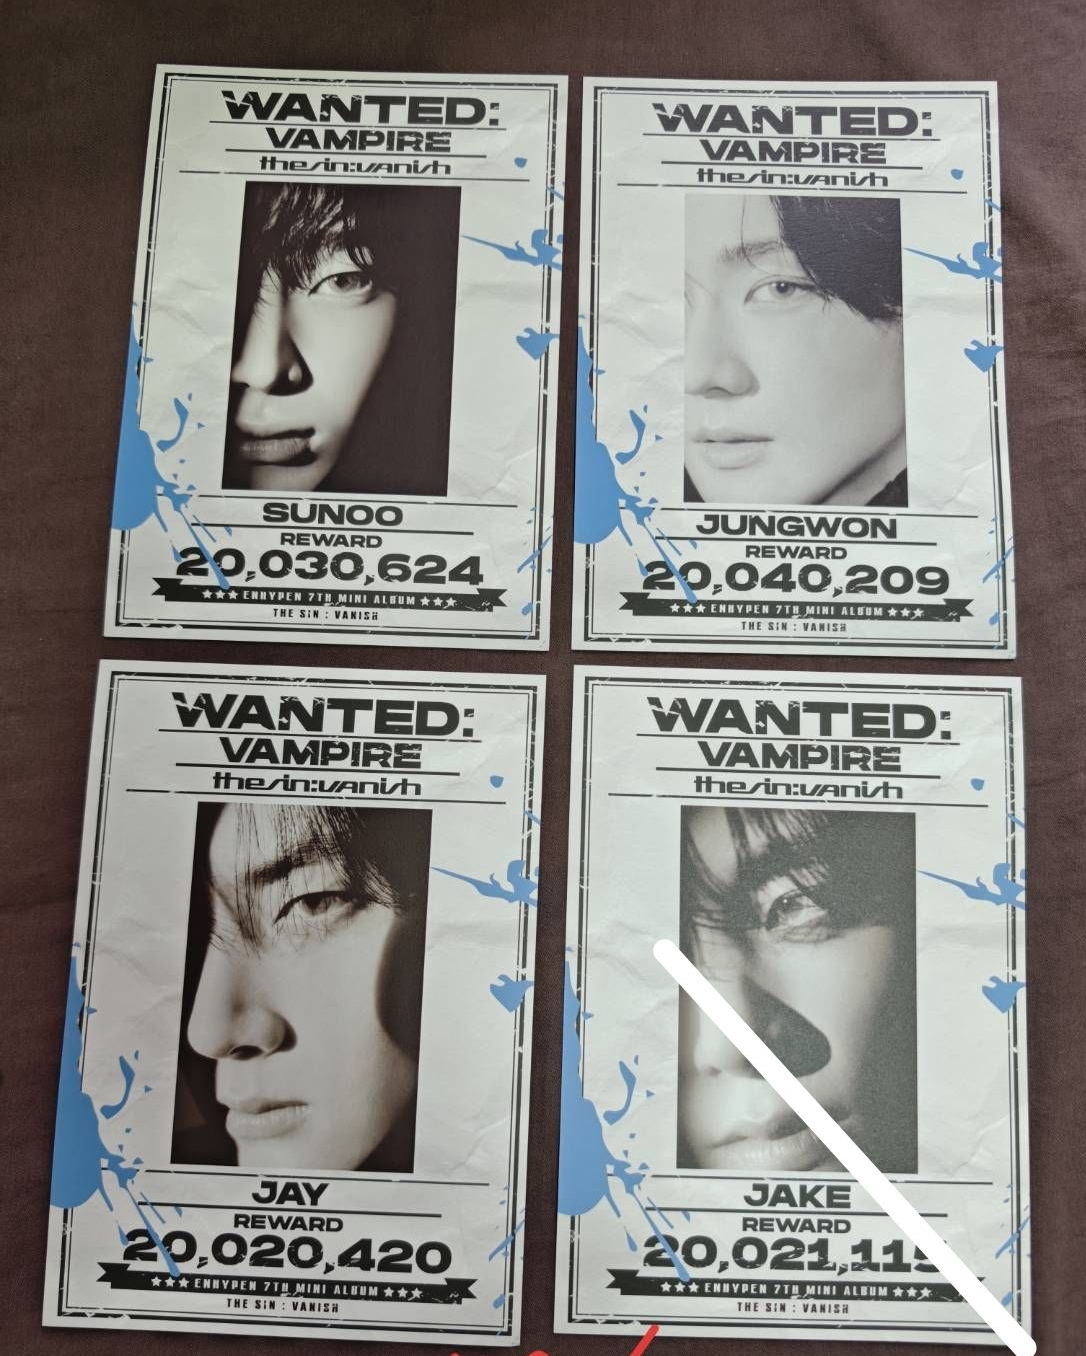 WANTED:
VAMPIRE
the sin:vanish
SUNOO
REWARD
20,030,624
★★★ ENHYPEN 7TH MINI ALBUM ★★★
THE SIN : VANISH
WANTED:
VAMPIRE
the sin:vanish
JUNGWON
REWARD
20,040,209
★★★ ENHYPEN 7TH MINI ALBUM ★★★
THE SIN : VANISH
WANTED:
VAMPIRE
the sin:vanish
JAY
REWARD
20,020,420
★★★ ENHYPEN 7TH MINI ALBUM ★★★
THE SIN : VANISH
WANTED:
VAMPIRE
the sin:vanish
JAKE
REWARD
20,021,115
★★★ ENHYPEN 7TH MINI ALBUM ★★★
THE SIN : VANISH